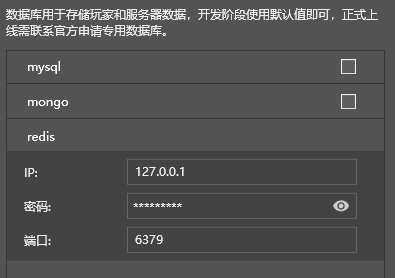 数据库用于存储玩家和服务器数据，开发阶段使用默认值即可，正式上
线需联系官方申请专用数据库。
mysql
mongo
redis
IP: 127.0.0.1
密码: *********
端口: 6379